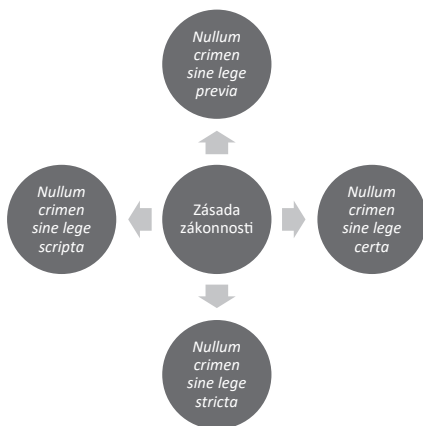 Nullum
crimen
sine lege
previa
Nullum
crimen
sine lege
scripta
Zásada
zákonnosti
Nullum
crimen
sine lege
certa
Nullum
crimen
sine lege
stricta